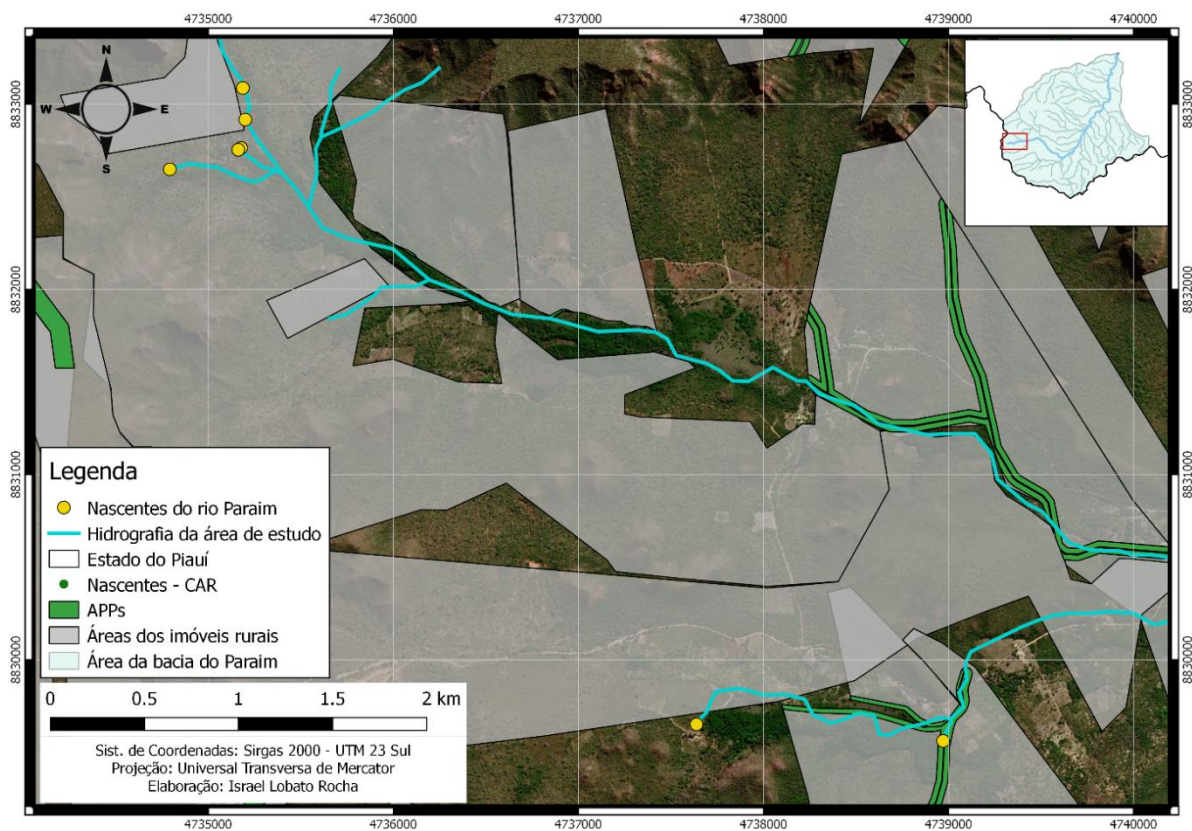 4735000 4736000 4737000 4738000 4739000 4740000
N
W E
S
8833000 8833000
8832000 8832000
8831000 8831000
8830000 8830000
Legenda
Nascentes do rio Paraim
Hidrografia da área de estudo
Estado do Piauí
Nascentes - CAR
APPs
Áreas dos imóveis rurais
Área da bacia do Paraim
0 0.5 1 1.5 2 km
Sist. de Coordenadas: Sirgas 2000 - UTM 23 Sul
Projeção: Universal Transversa de Mercator
Elaboração: Israel Lobato Rocha
4735000 4736000 4737000 4738000 4739000 4740000